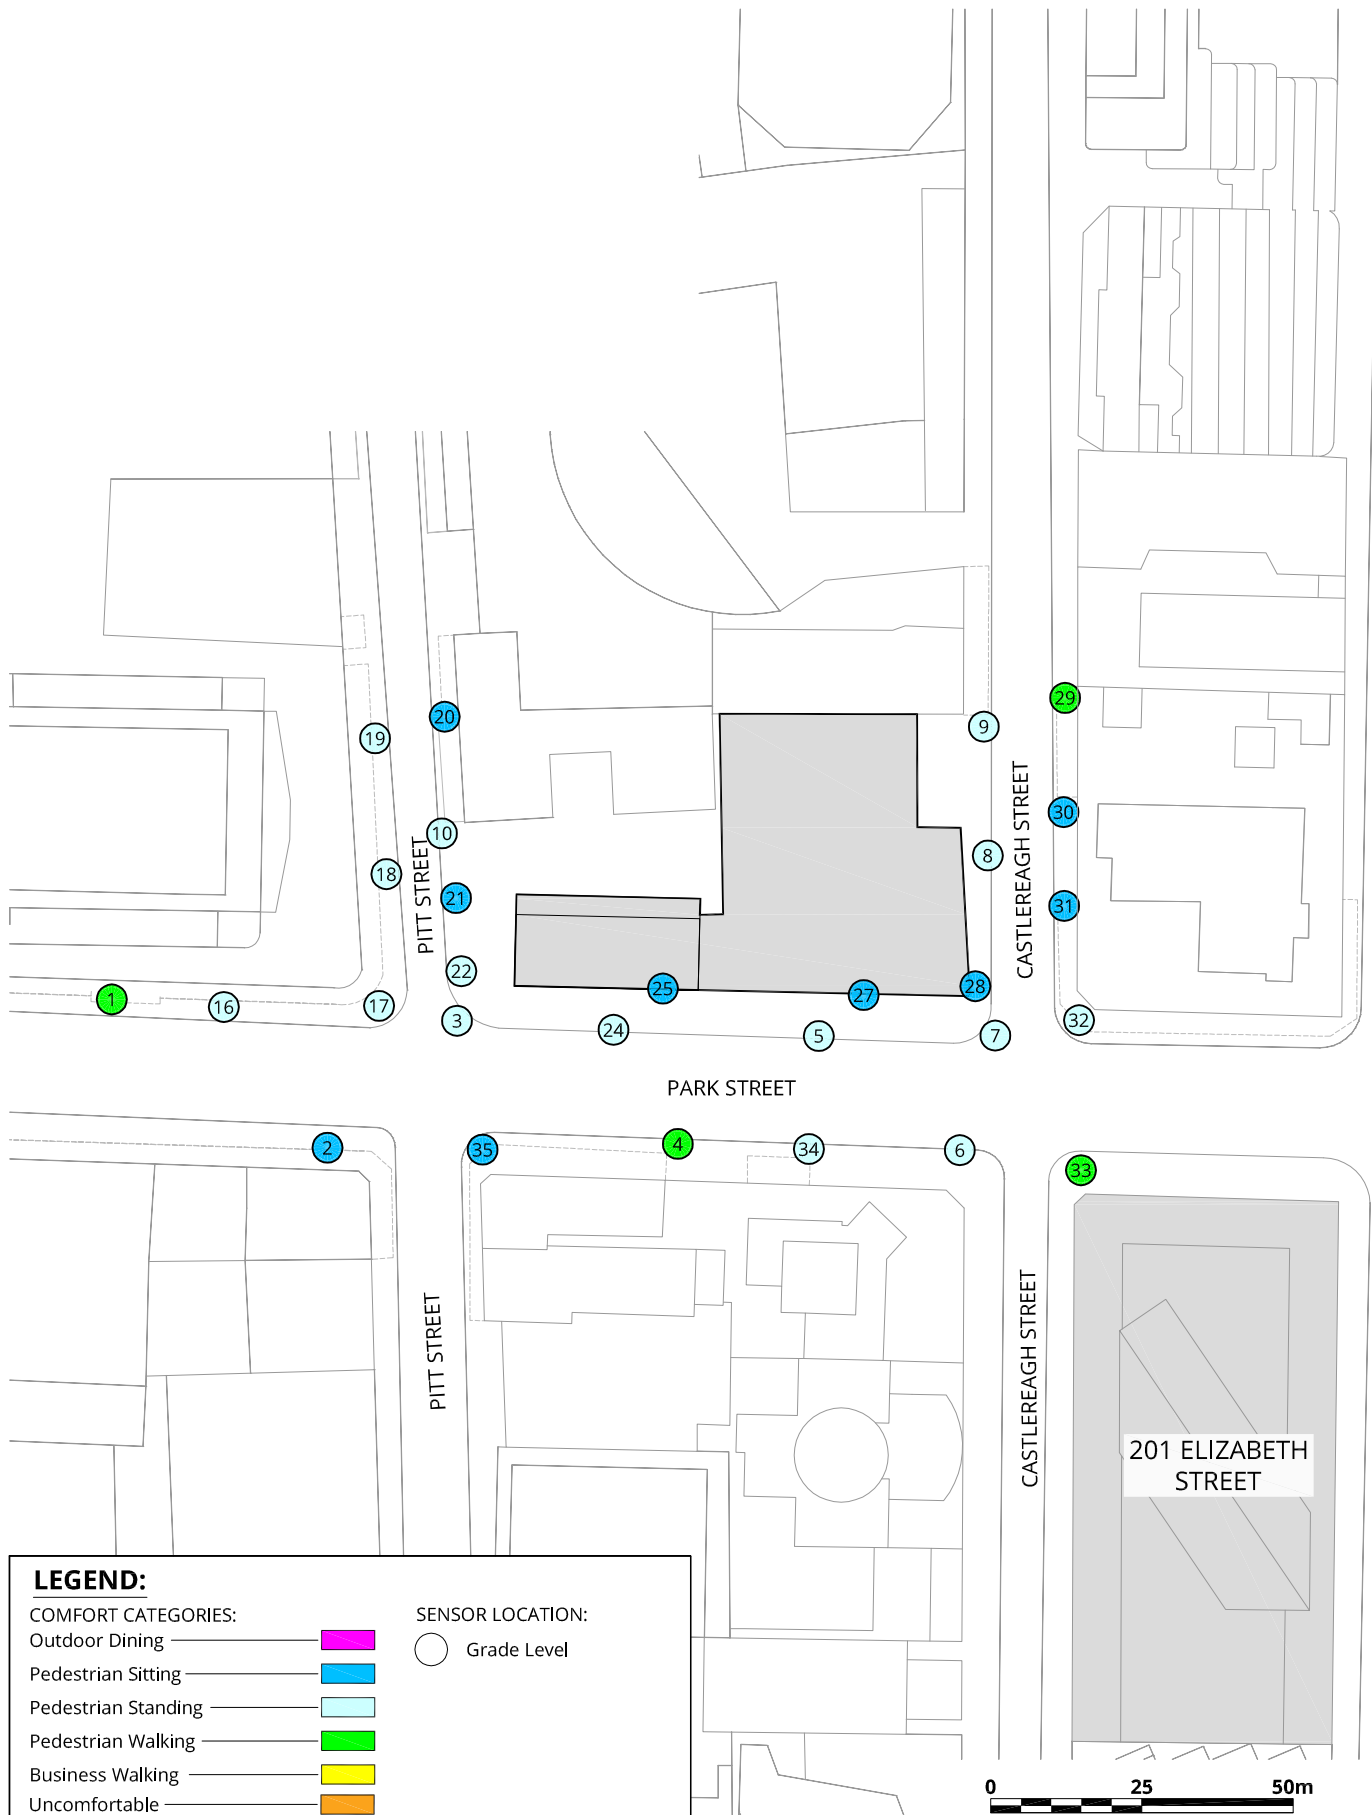 29
20
9
19
30
10
8
18
21
31
PITT STREET
CASTLEREAGH STREET
22
25
27
28
1
16
17
3
24
5
7
32
PARK STREET
2
35
4
34
6
33
PITT STREET
CASTLEREAGH STREET
201 ELIZABETH
STREET
LEGEND:
COMFORT CATEGORIES:
Outdoor Dining
Pedestrian Sitting
Pedestrian Standing
Pedestrian Walking
Business Walking
Uncomfortable
SENSOR LOCATION:
Grade Level
0 25 50m